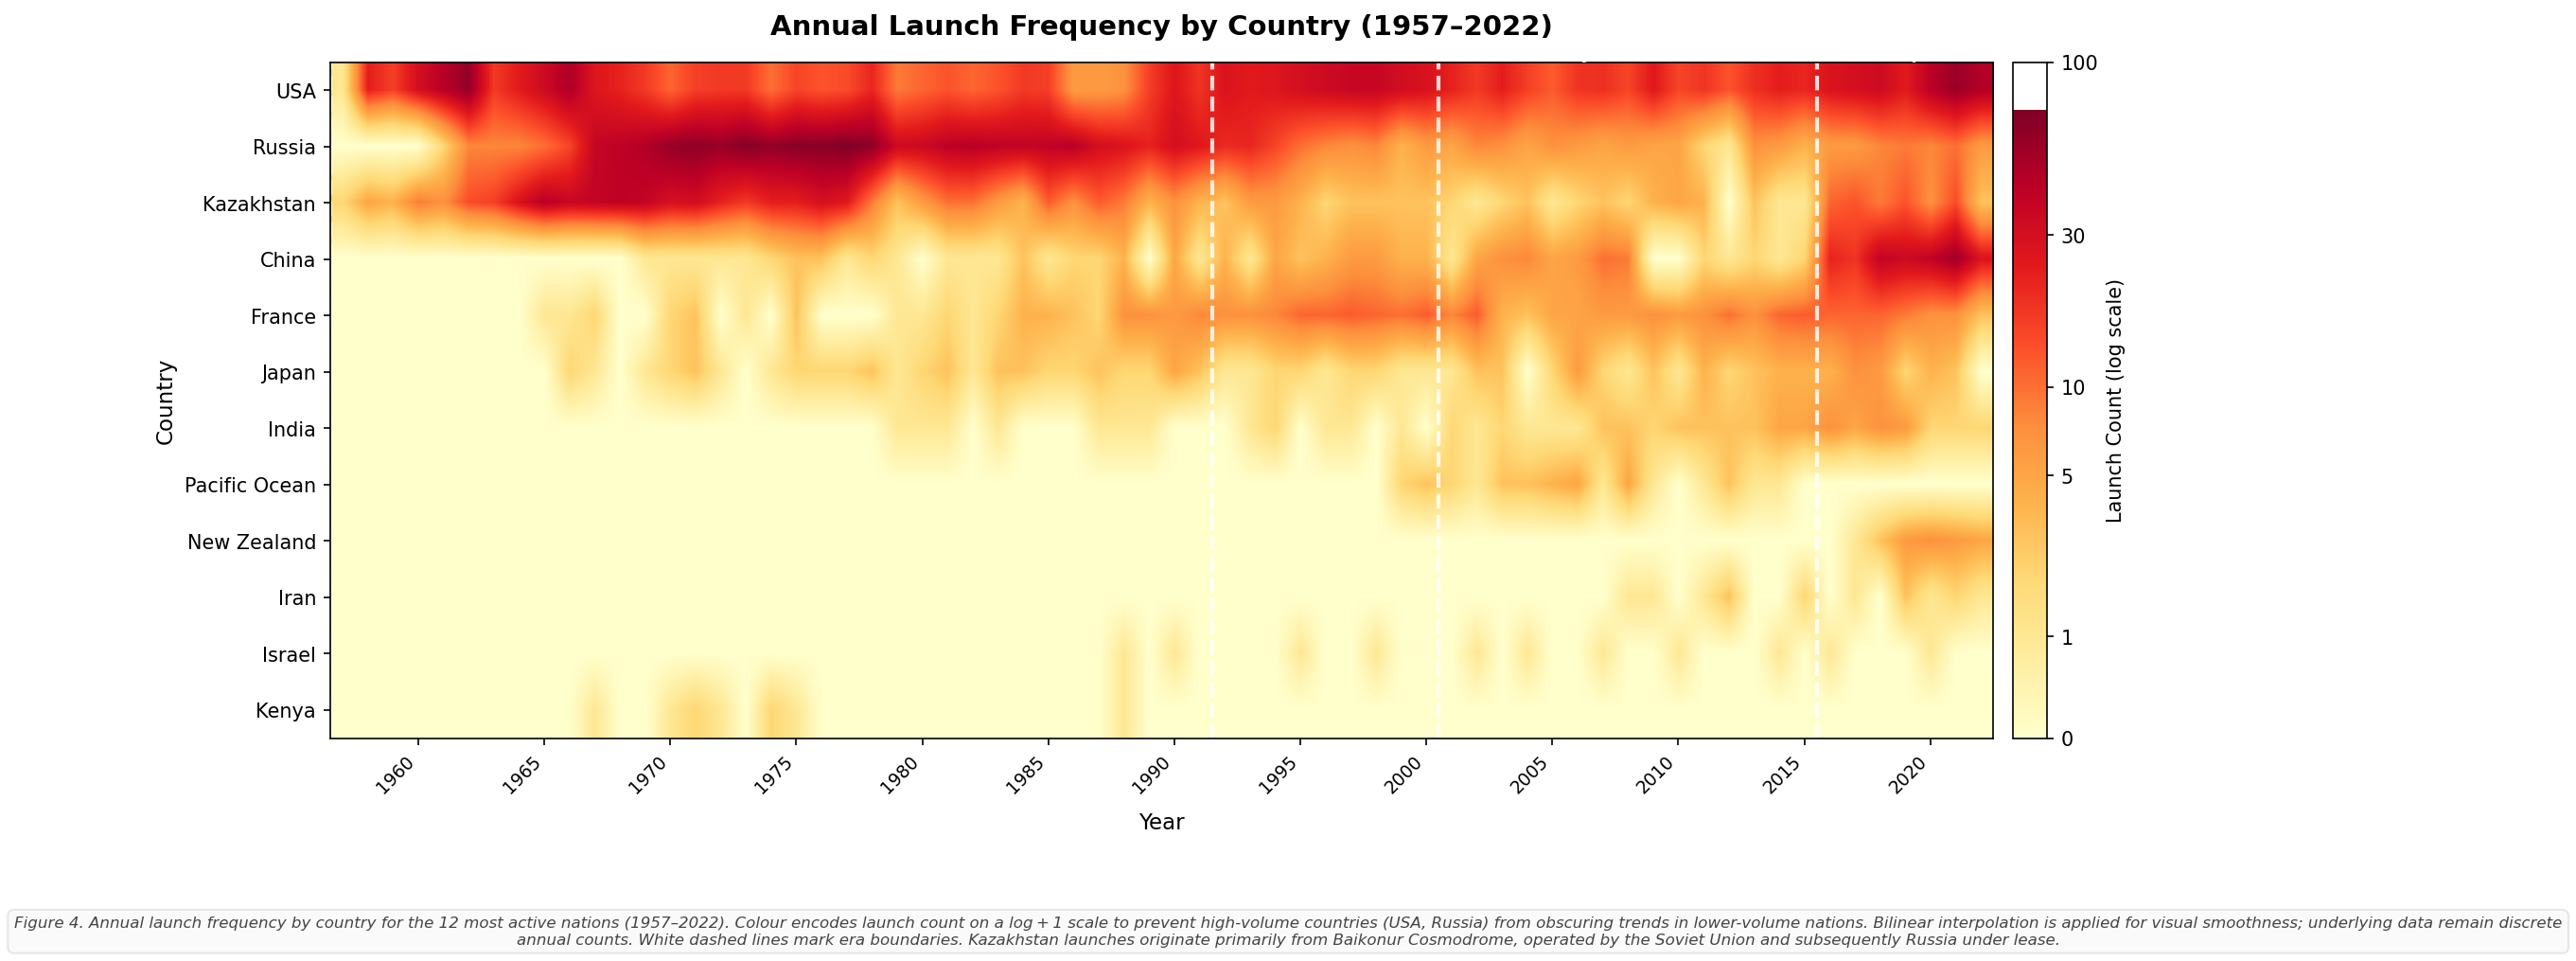 Annual Launch Frequency by Country (1957–2022)
USA
Russia
Kazakhstan
China
France
Japan
India
Pacific Ocean
New Zealand
Iran
Israel
Kenya
Country
1960
1965
1970
1975
1980
1985
1990
1995
2000
2005
2010
2015
2020
Year
100
30
10
5
1
0
Launch Count (log scale)
Figure 4. Annual launch frequency by country for the 12 most active nations (1957–2022). Colour encodes launch count on a log + 1 scale to prevent high-volume countries (USA, Russia) from obscuring trends in lower-volume nations. Bilinear interpolation is applied for visual smoothness; underlying data remain discrete
annual counts. White dashed lines mark era boundaries. Kazakhstan launches originate primarily from Baikonur Cosmodrome, operated by the Soviet Union and subsequently Russia under lease.